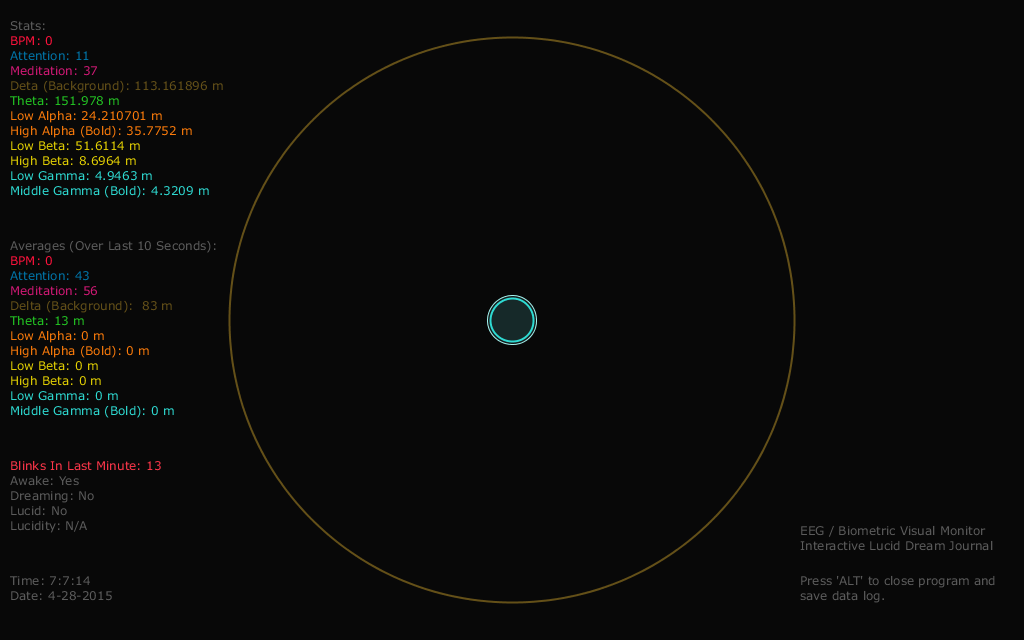 Stats:
BPM: 0
Attention: 11
Meditation: 37
Deta (Background): 113.161896 m
Theta: 151.978 m
Low Alpha: 24.210701 m
High Alpha (Bold): 35.7752 m
Low Beta: 51.6114 m
High Beta: 8.6964 m
Low Gamma: 4.9463 m
Middle Gamma (Bold): 4.3209 m
Averages (Over Last 10 Seconds):
BPM: 0
Attention: 43
Meditation: 56
Delta (Background):  83 m
Theta: 13 m
Low Alpha: 0 m
High Alpha (Bold): 0 m
Low Beta: 0 m
High Beta: 0 m
Low Gamma: 0 m
Middle Gamma (Bold): 0 m
Blinks In Last Minute: 13
Awake: Yes
Dreaming: No
Lucid: No
Lucidity: N/A
Time: 7:7:14
Date: 4-28-2015
EEG / Biometric Visual Monitor
Interactive Lucid Dream Journal
Press 'ALT' to close program and
save data log.